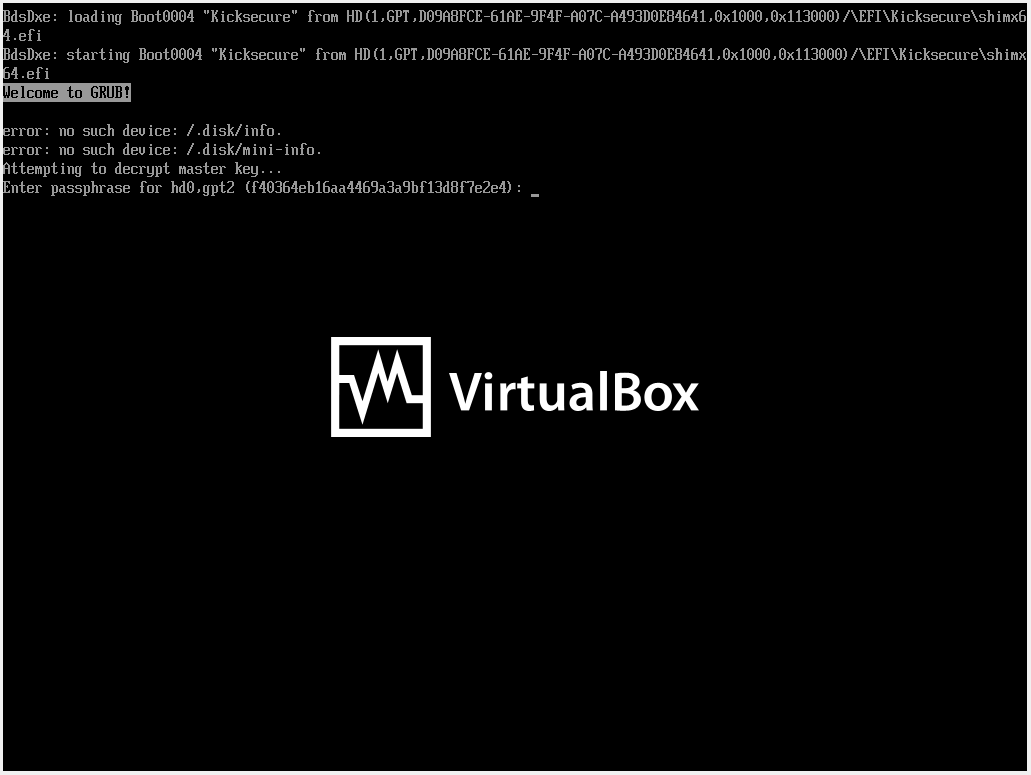 BdsDxe: loading Boot0004 "Kicksecure" from HD(1,GPT,D09A8FCE-61AE-9F4F-A07C-A493D0E84641,0x1000,0x113000)/\EFI\Kicksecure\shimx6
4.efi
BdsDxe: starting Boot0004 "Kicksecure" from HD(1,GPT,D09A8FCE-61AE-9F4F-A07C-A493D0E84641,0x1000,0x113000)/\EFI\Kicksecure\shimx
64.efi
Welcome to GRUB!
error: no such device: /.disk/info.
error: no such device: /.disk/mini-info.
Attempting to decrypt master key...
Enter passphrase for hd0,gpt2 (f40364eb16aa4469a3a9bf13d8f7e2e4): _
VirtualBox